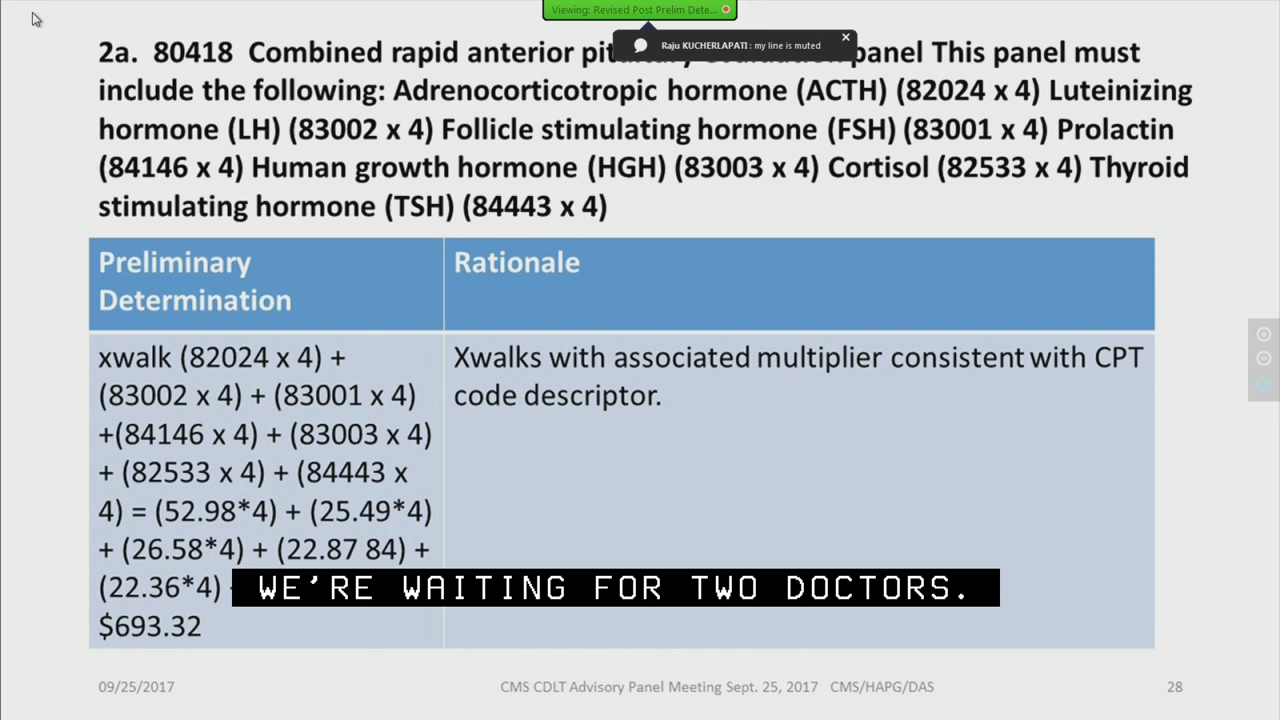 Viewing: Revised Post Prelim Dete...
Raju KUCHERLAPATI : my line is muted
2a. 80418 Combined rapid anterior panel This panel must
include the following: Adrenocorticotropic hormone (ACTH) (82024 x 4) Luteinizing
hormone (LH) (83002 x 4) Follicle stimulating hormone (FSH) (83001 x 4) Prolactin
(84146 x 4) Human growth hormone (HGH) (83003 x 4) Cortisol (82533 x 4) Thyroid
stimulating hormone (TSH) (84443 x 4)
Preliminary
Determination
Rationale
xwalk (82024 x 4) +
(83002 x 4) + (83001 x 4)
+(84146 x 4) + (83003 x 4)
+ (82533 x 4) + (84443 x
4) = (52.98*4) + (25.49*4)
+ (26.58*4) + (22.87 84) +
(22.36*4)
$693.32
Xwalks with associated multiplier consistent with CPT
code descriptor.
WE'RE WAITING FOR TWO DOCTORS.
09/25/2017
CMS CDLT Advisory Panel Meeting Sept. 25, 2017 CMS/HAPG/DAS
28